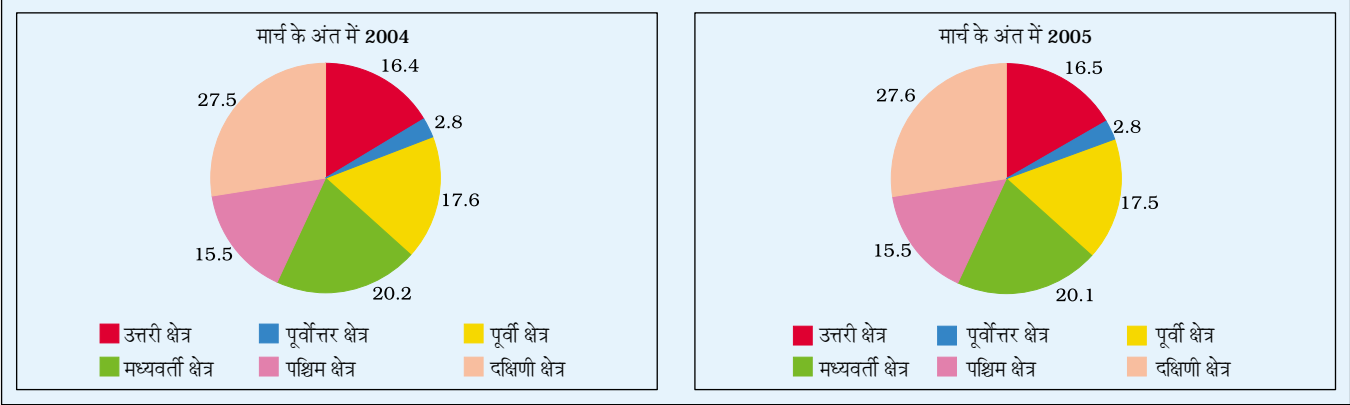 मार्च के अंत में 2004
16.4
2.8
17.6
20.2
15.5
27.5
उत्तरी क्षेत्र पूर्वोत्तर क्षेत्र पूर्वी क्षेत्र
मध्यवर्ती क्षेत्र पश्चिम क्षेत्र दक्षिणी क्षेत्र
मार्च के अंत में 2005
16.5
2.8
17.5
20.1
15.5
27.6
उत्तरी क्षेत्र पूर्वोत्तर क्षेत्र पूर्वी क्षेत्र
मध्यवर्ती क्षेत्र पश्चिम क्षेत्र दक्षिणी क्षेत्र